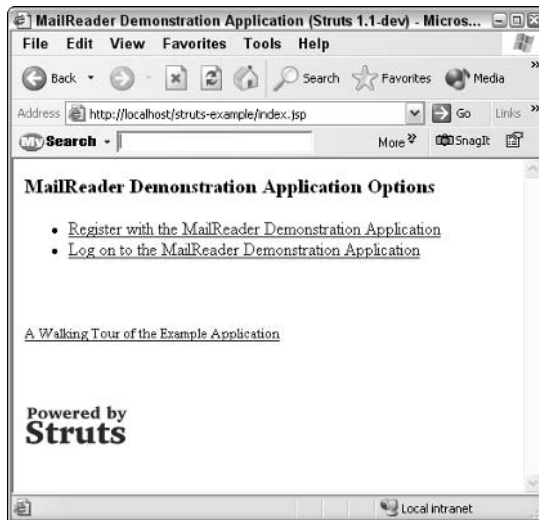 MailReader Demonstration Application (Struts 1.1-dev) - Micros...
File Edit View Favorites Tools Help
»
Back Search Favorites Media
Address http://localhost/struts-example/index.jsp Go Links »
My Search More » SnagIt
MailReader Demonstration Application Options
• Register with the MailReader Demonstration Application
• Log on to the MailReader Demonstration Application
A Walking Tour of the Example Application
Powered by
Struts
Local intranet